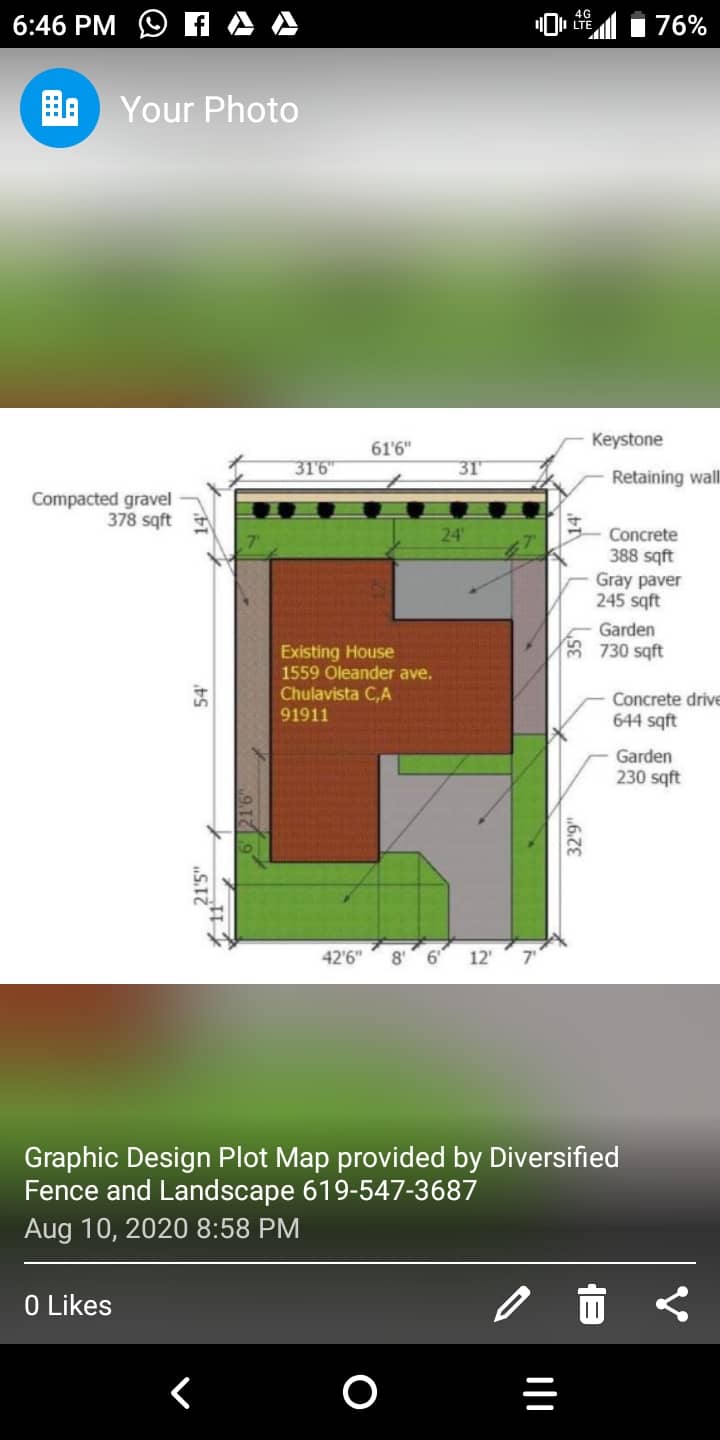 6:46 PM
4G
LTE
76%
Your Photo
61'6"
31'6"
31'
Keystone
Retaining wall
Compacted gravel
378 sqft
14'
14'
7'
24'
7'
Concrete
388 sqft
12'
Gray paver
245 sqft
35'
Garden
730 sqft
Existing House
1559 Oleander ave.
Chulavista C,A
91911
54'
Concrete drive
644 sqft
Garden
230 sqft
21'6"
6'
32'9"
21'5"
11'
42'6"
8'
6'
12'
7'
Graphic Design Plot Map provided by Diversified
Fence and Landscape 619-547-3687
Aug 10, 2020 8:58 PM
0 Likes